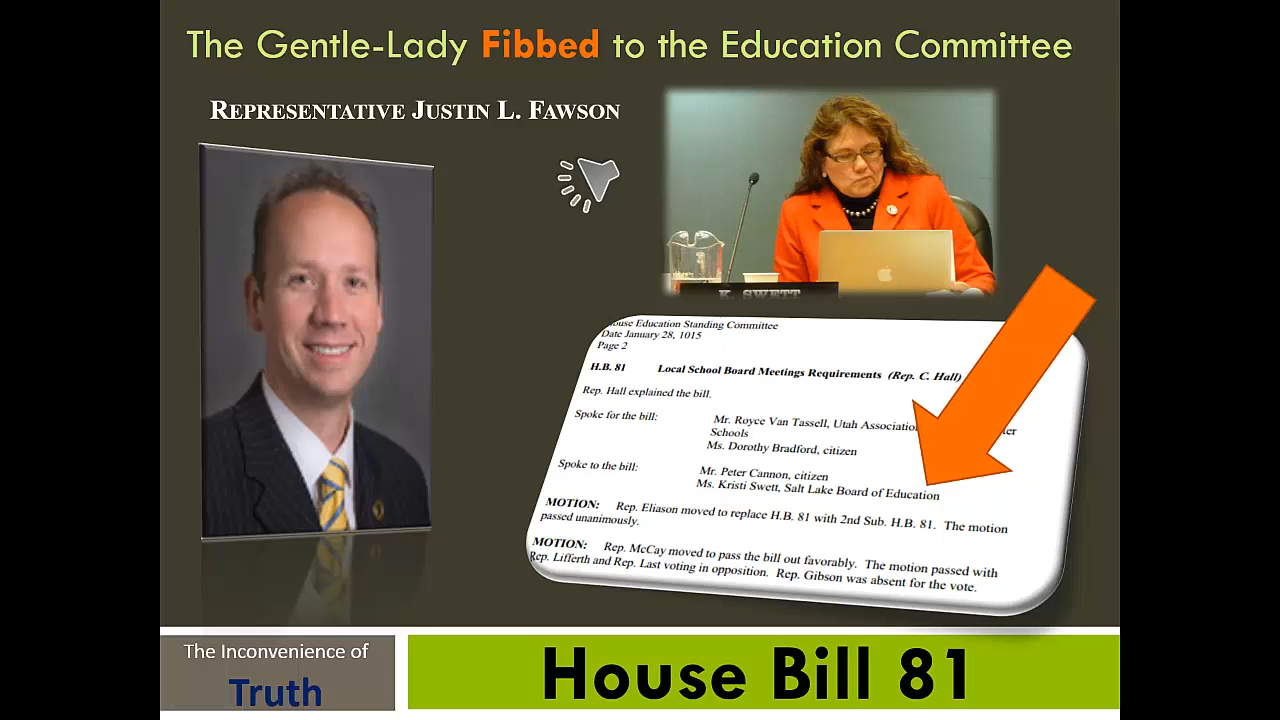 The Gentle-Lady Fibbed to the Education Committee
REPRESENTATIVE JUSTIN L. FAWSON
K. SWETT
House Education Standing Committee
Date January 28, 1015
Page 2
H.B. 81 Local School Board Meetings Requirements (Rep. C. Hall)
Rep. Hall explained the bill.
Spoke for the bill: Mr. Royce Van Tassell, Utah Association
Schools
Ms. Dorothy Bradford, citizen
Spoke to the bill: Mr. Peter Cannon, citizen
Ms. Kristi Swett, Salt Lake Board of Education
MOTION: Rep. Eliason moved to replace H.B. 81 with 2nd Sub. H.B. 81. The motion
passed unanimously.
MOTION: Rep. McCay moved to pass the bill out favorably. The motion passed with
Rep. Lifferth and Rep. Last voting in opposition. Rep. Gibson was absent for the vote.
The Inconvenience of
Truth
House Bill 81